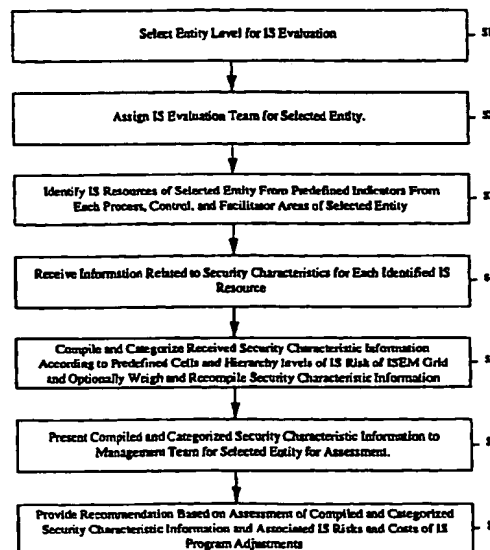 Select Entity Level for IS Evaluation
Assign IS Evaluation Team for Selected Entity.
Identify IS Resources of Selected Entity From Predefined Indicators From
Each Process, Control, and Facilitator Areas of Selected Entity
Receive Information Related to Security Characteristics for Each Identified IS
Resource
Compile and Categorize Received Security Characteristic Information
According to Predefined Cells and Hierarchy levels of IS Risk of ISEM Grid
and Optionally Weigh and Recompile Security Characteristic Information
Present Compiled and Categorized Security Characteristic Information to
Management Team for Selected Entity for Assessment.
Provide Recommendation Based on Assessment of Compiled and Categorized
Security Characteristic Information and Associated IS Risks and Costs of IS
Program Adjustments